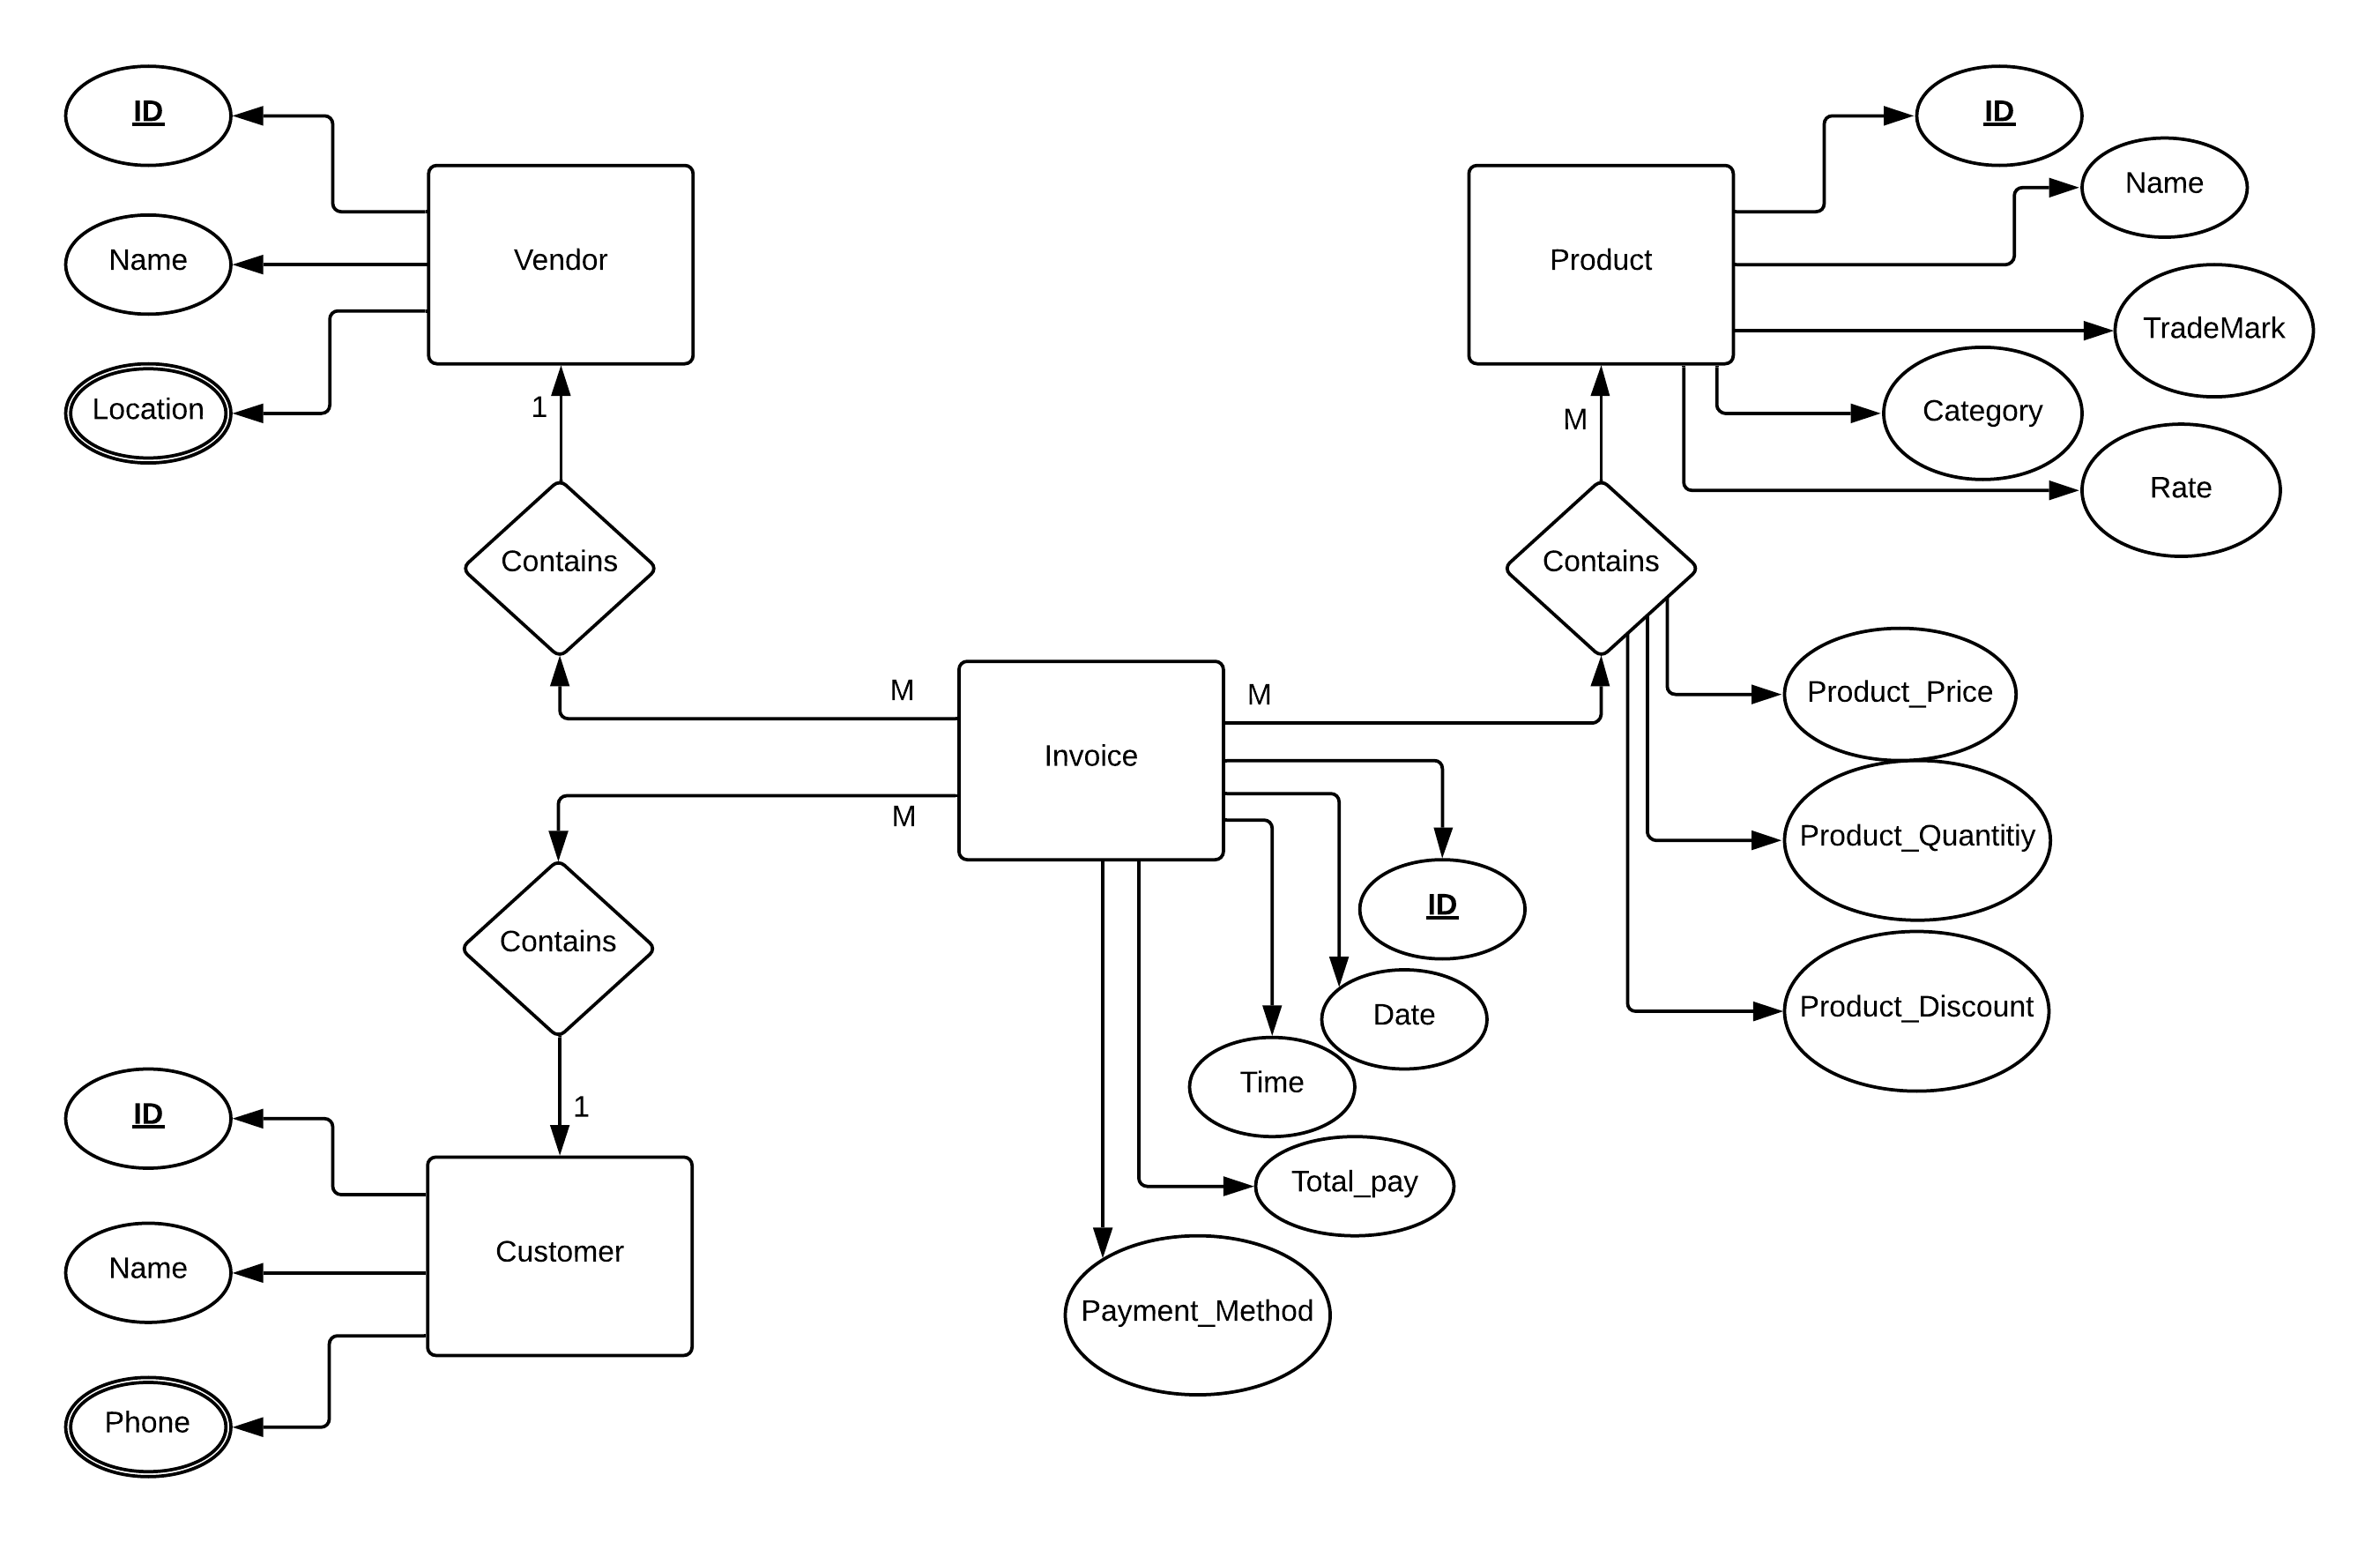 ID
Name
Location
Vendor
1
Contains
M
Product
ID
Name
TradeMark
Category
Rate
M
Contains
Product_Price
Product_Quantitiy
Product_Discount
M
Invoice
M
ID
Date
Time
Total_pay
Payment_Method
Contains
1
Customer
ID
Name
Phone